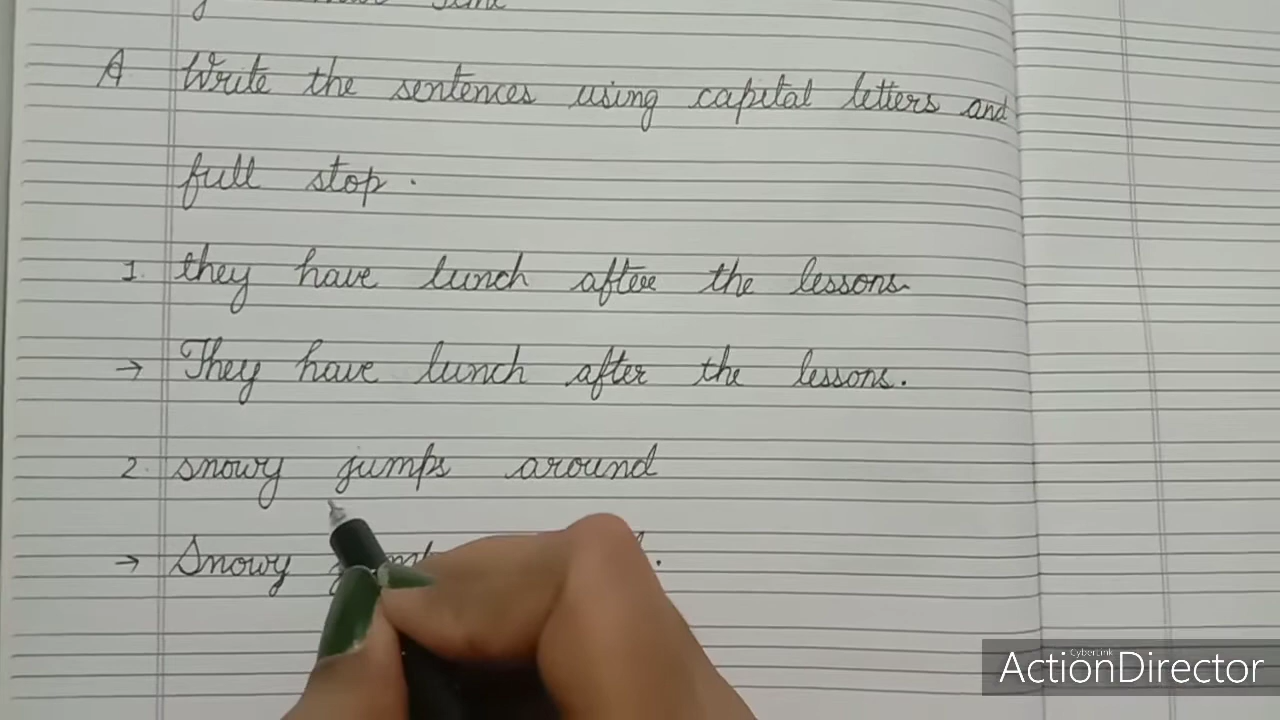 A Write the sentences using capital letters and
full stop.
1. they have lunch after the lessons
→ They have lunch after the lessons.
2. snowy jumps around
→ Snowy
CyberLink
ActionDirector